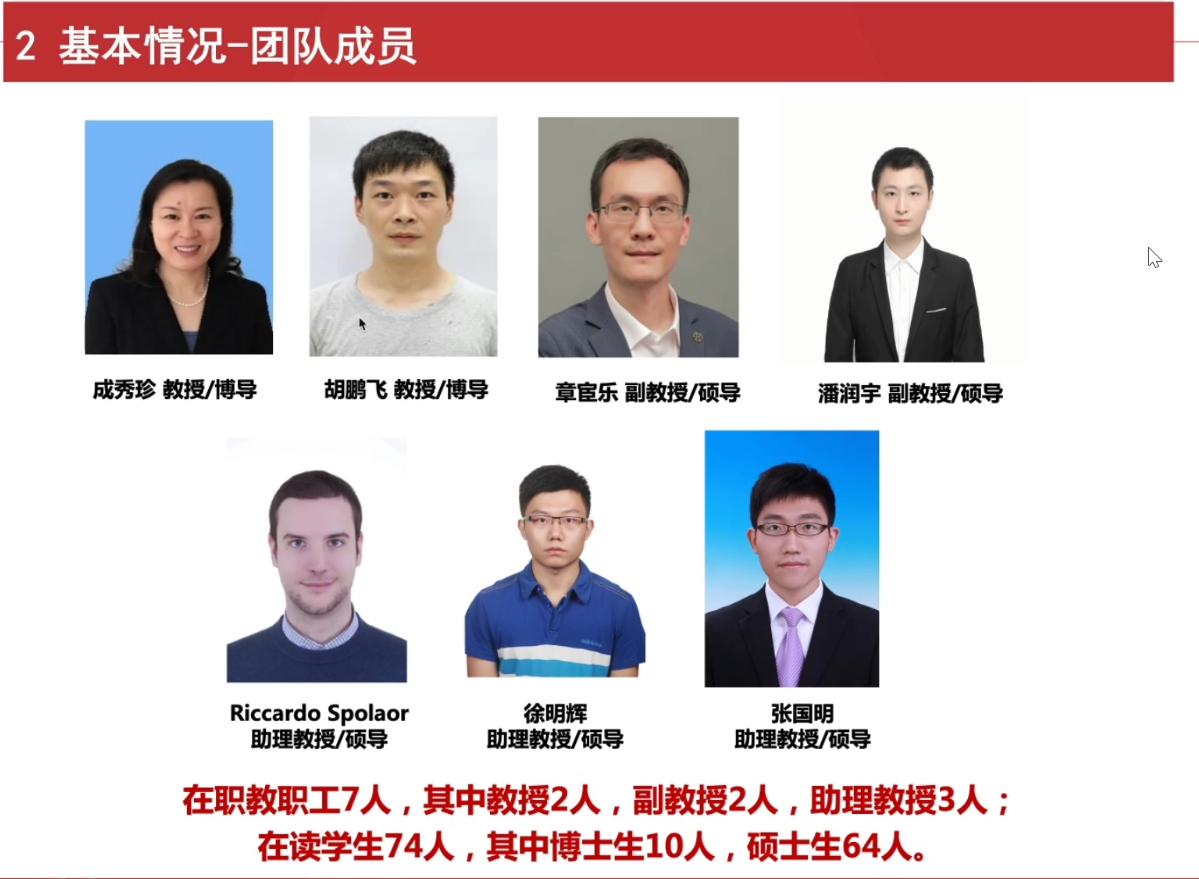 2 基本情况-团队成员
成秀珍 教授/博导
胡鹏飞 教授/博导
章宦乐 副教授/硕导
潘润宇 副教授/硕导
Riccardo Spolaor
助理教授/硕导
徐明辉
助理教授/硕导
张国明
助理教授/硕导
在职教职工7人，其中教授2人，副教授2人，助理教授3人；
在读学生74人，其中博士生10人，硕士生64人。